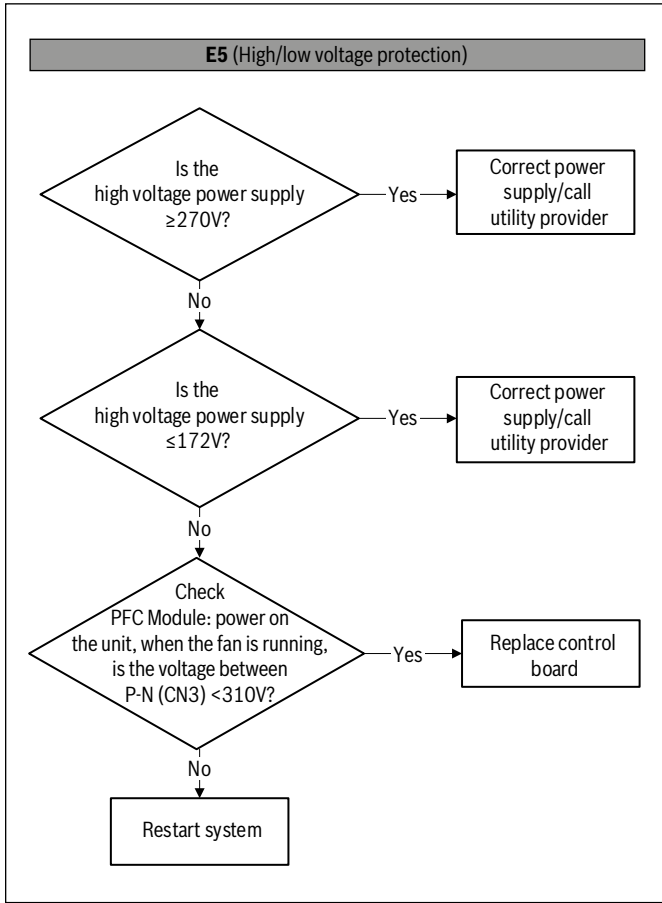 E5 (High/low voltage protection)
Is the
high voltage power supply
≥270V?
Yes
Correct power
supply/call
utility provider
No
Is the
high voltage power supply
≤172V?
Yes
Correct power
supply/call
utility provider
No
Check
PFC Module: power on
the unit, when the fan is running,
is the voltage between
P-N (CN3) <310V?
Yes
Replace control
board
No
Restart system